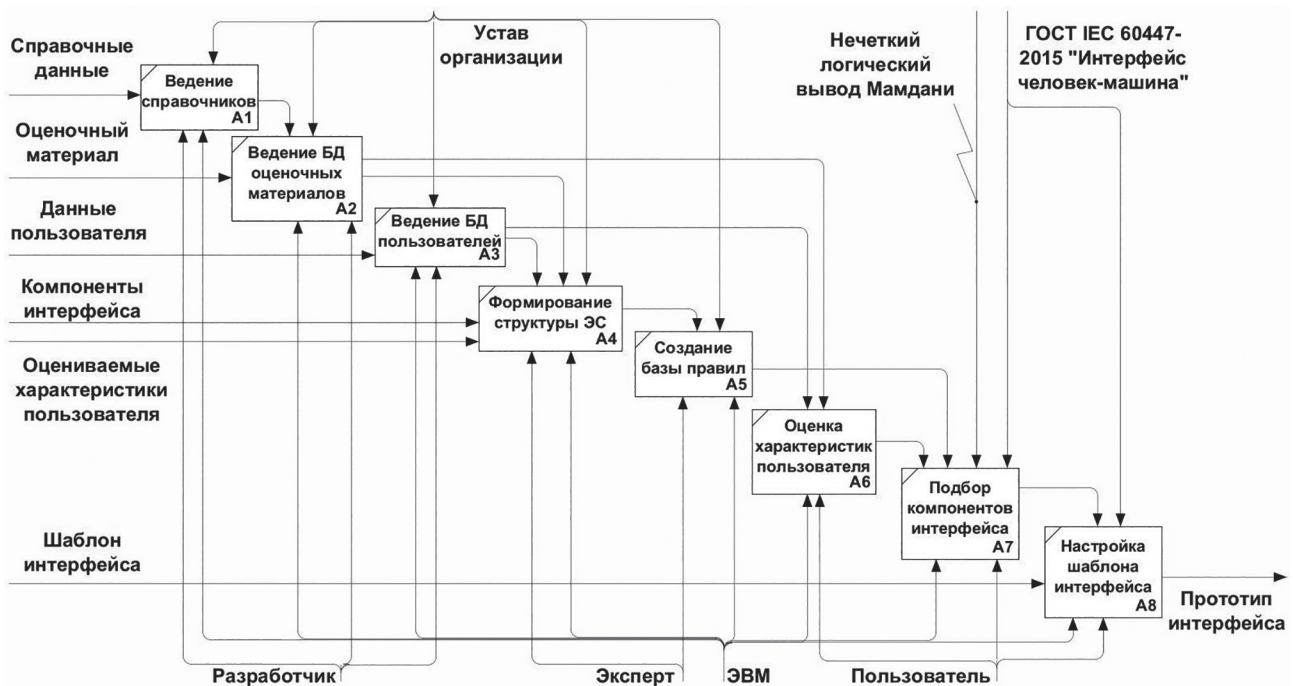 Справочные
данные
Оценочный
материал
Данные
пользователя
Компоненты
интерфейса
Оцениваемые
характеристики
пользователя
Шаблон
интерфейса
Устав
организации
Нечеткий
логический
вывод Мамдани
ГОСТ IEC 60447-
2015 "Интерфейс
человек-машина"
Ведение
справочников
А1
Ведение БД
оценочных
материалов
А2
Ведение БД
пользователей
А3
Формирование
структуры ЭС
А4
Создание
базы правил
А5
Оценка
характеристик
пользователя
А6
Подбор
компонентов
интерфейса
А7
Настройка
шаблона
интерфейса
А8
Прототип
интерфейса
Разработчик
Эксперт
ЭВМ
Пользователь